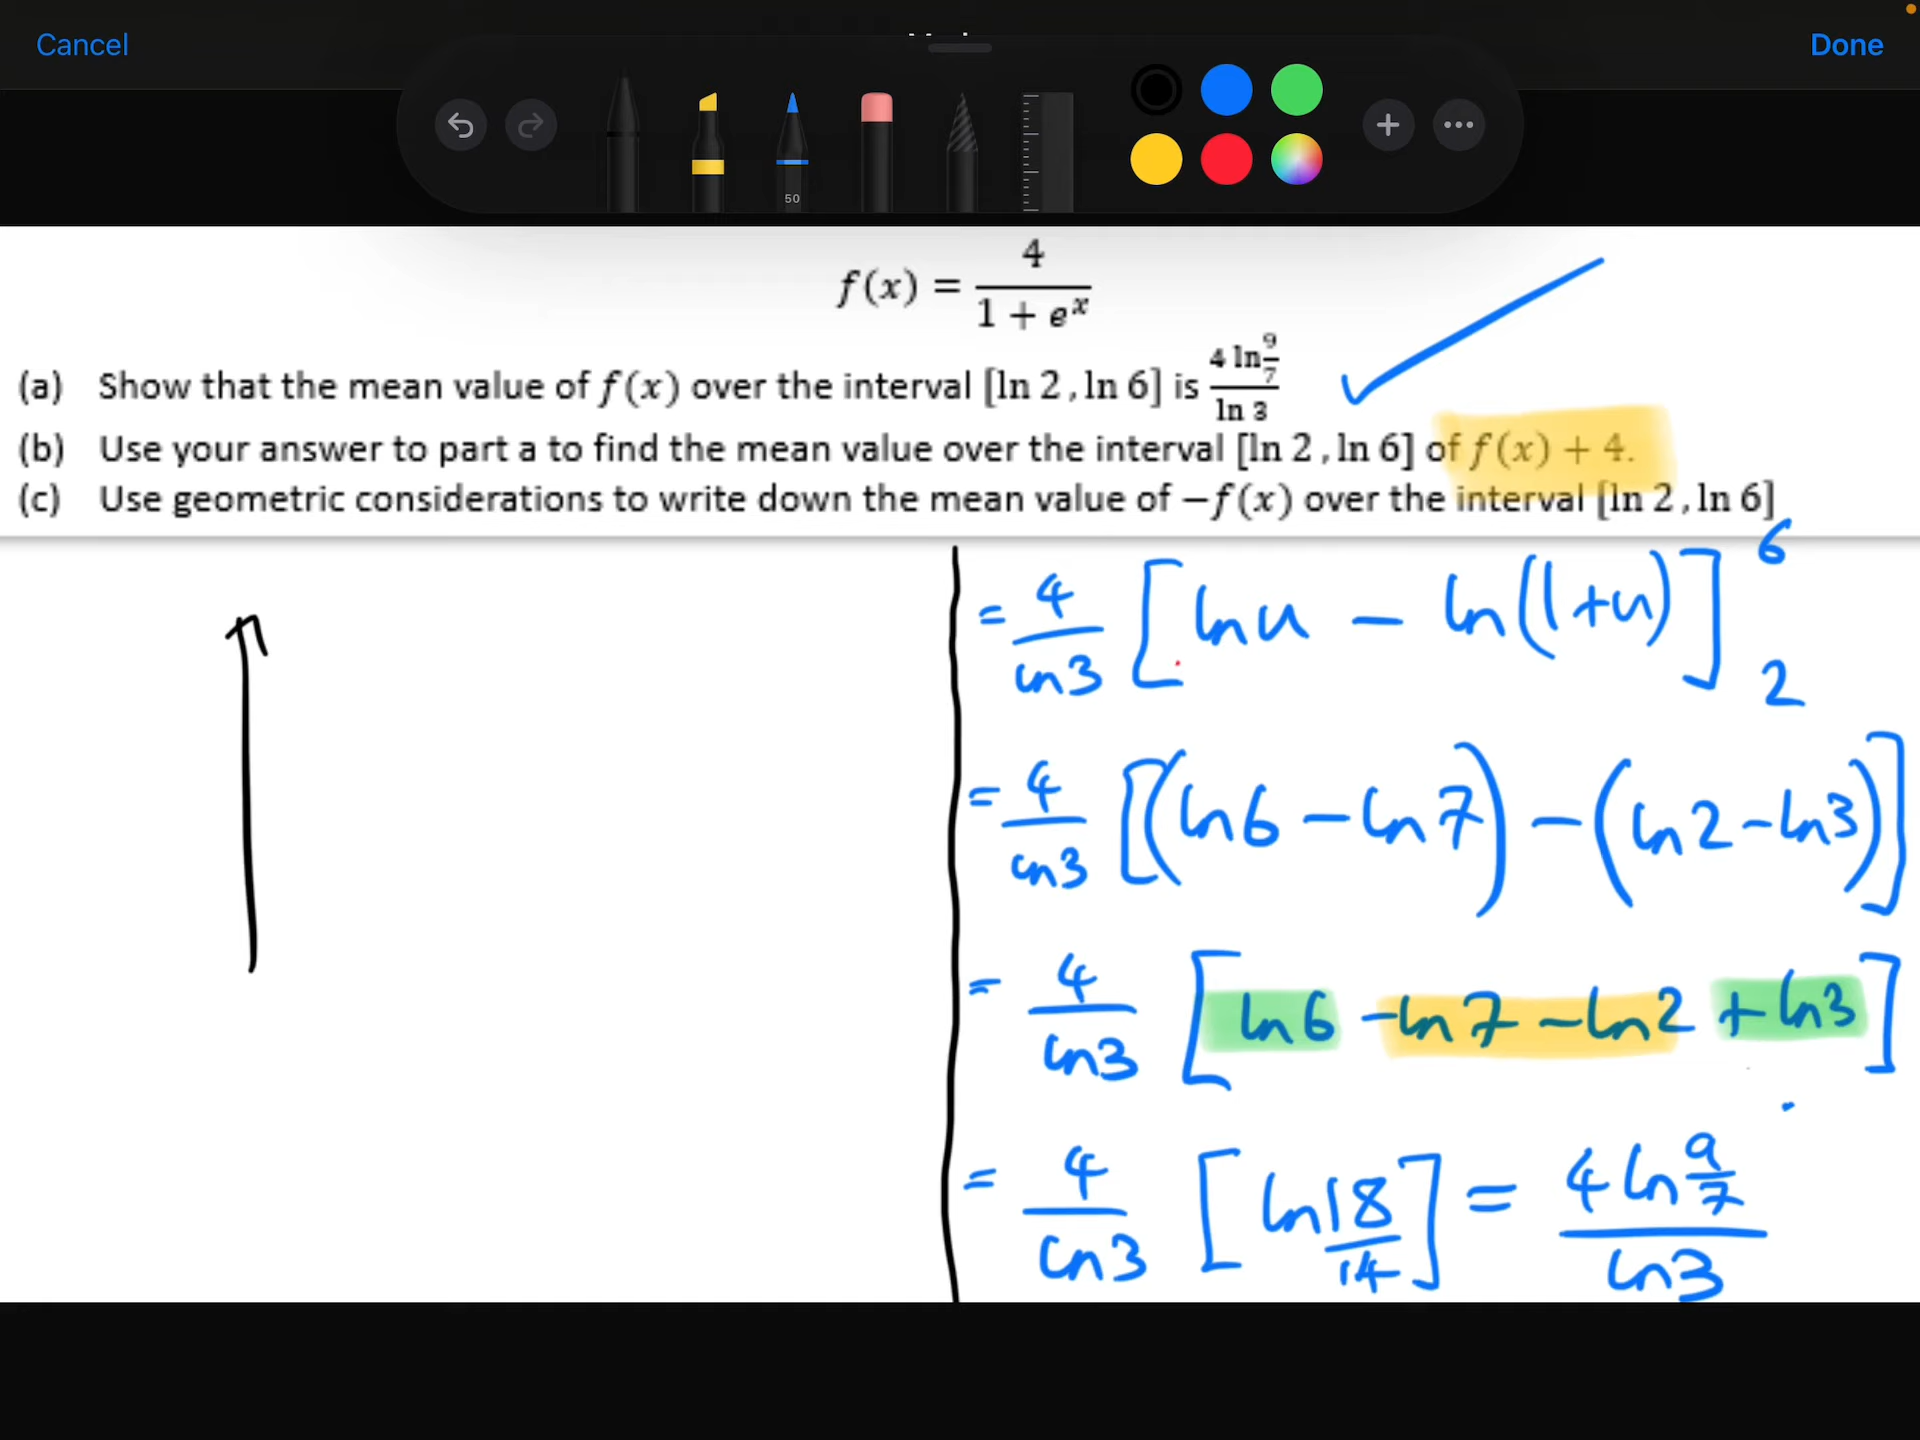 Cancel
Done
50
f(x) = 4/(1 + e^x)
(a) Show that the mean value of f(x) over the interval [ln 2 , ln 6] is (4 ln 9/7)/(ln 3)
(b) Use your answer to part a to find the mean value over the interval [ln 2 , ln 6] of f(x) + 4.
(c) Use geometric considerations to write down the mean value of −f(x) over the interval [ln 2 , ln 6]
= 4/ln3 [ln u − ln(1+u)] 6 2
= 4/ln3 [(ln6 − ln7) − (ln2 − ln3)]
= 4/ln3 [ln6 − ln7 − ln2 + ln3]
= 4/ln3 [ln 18/14] = (4 ln 9/7)/ln3